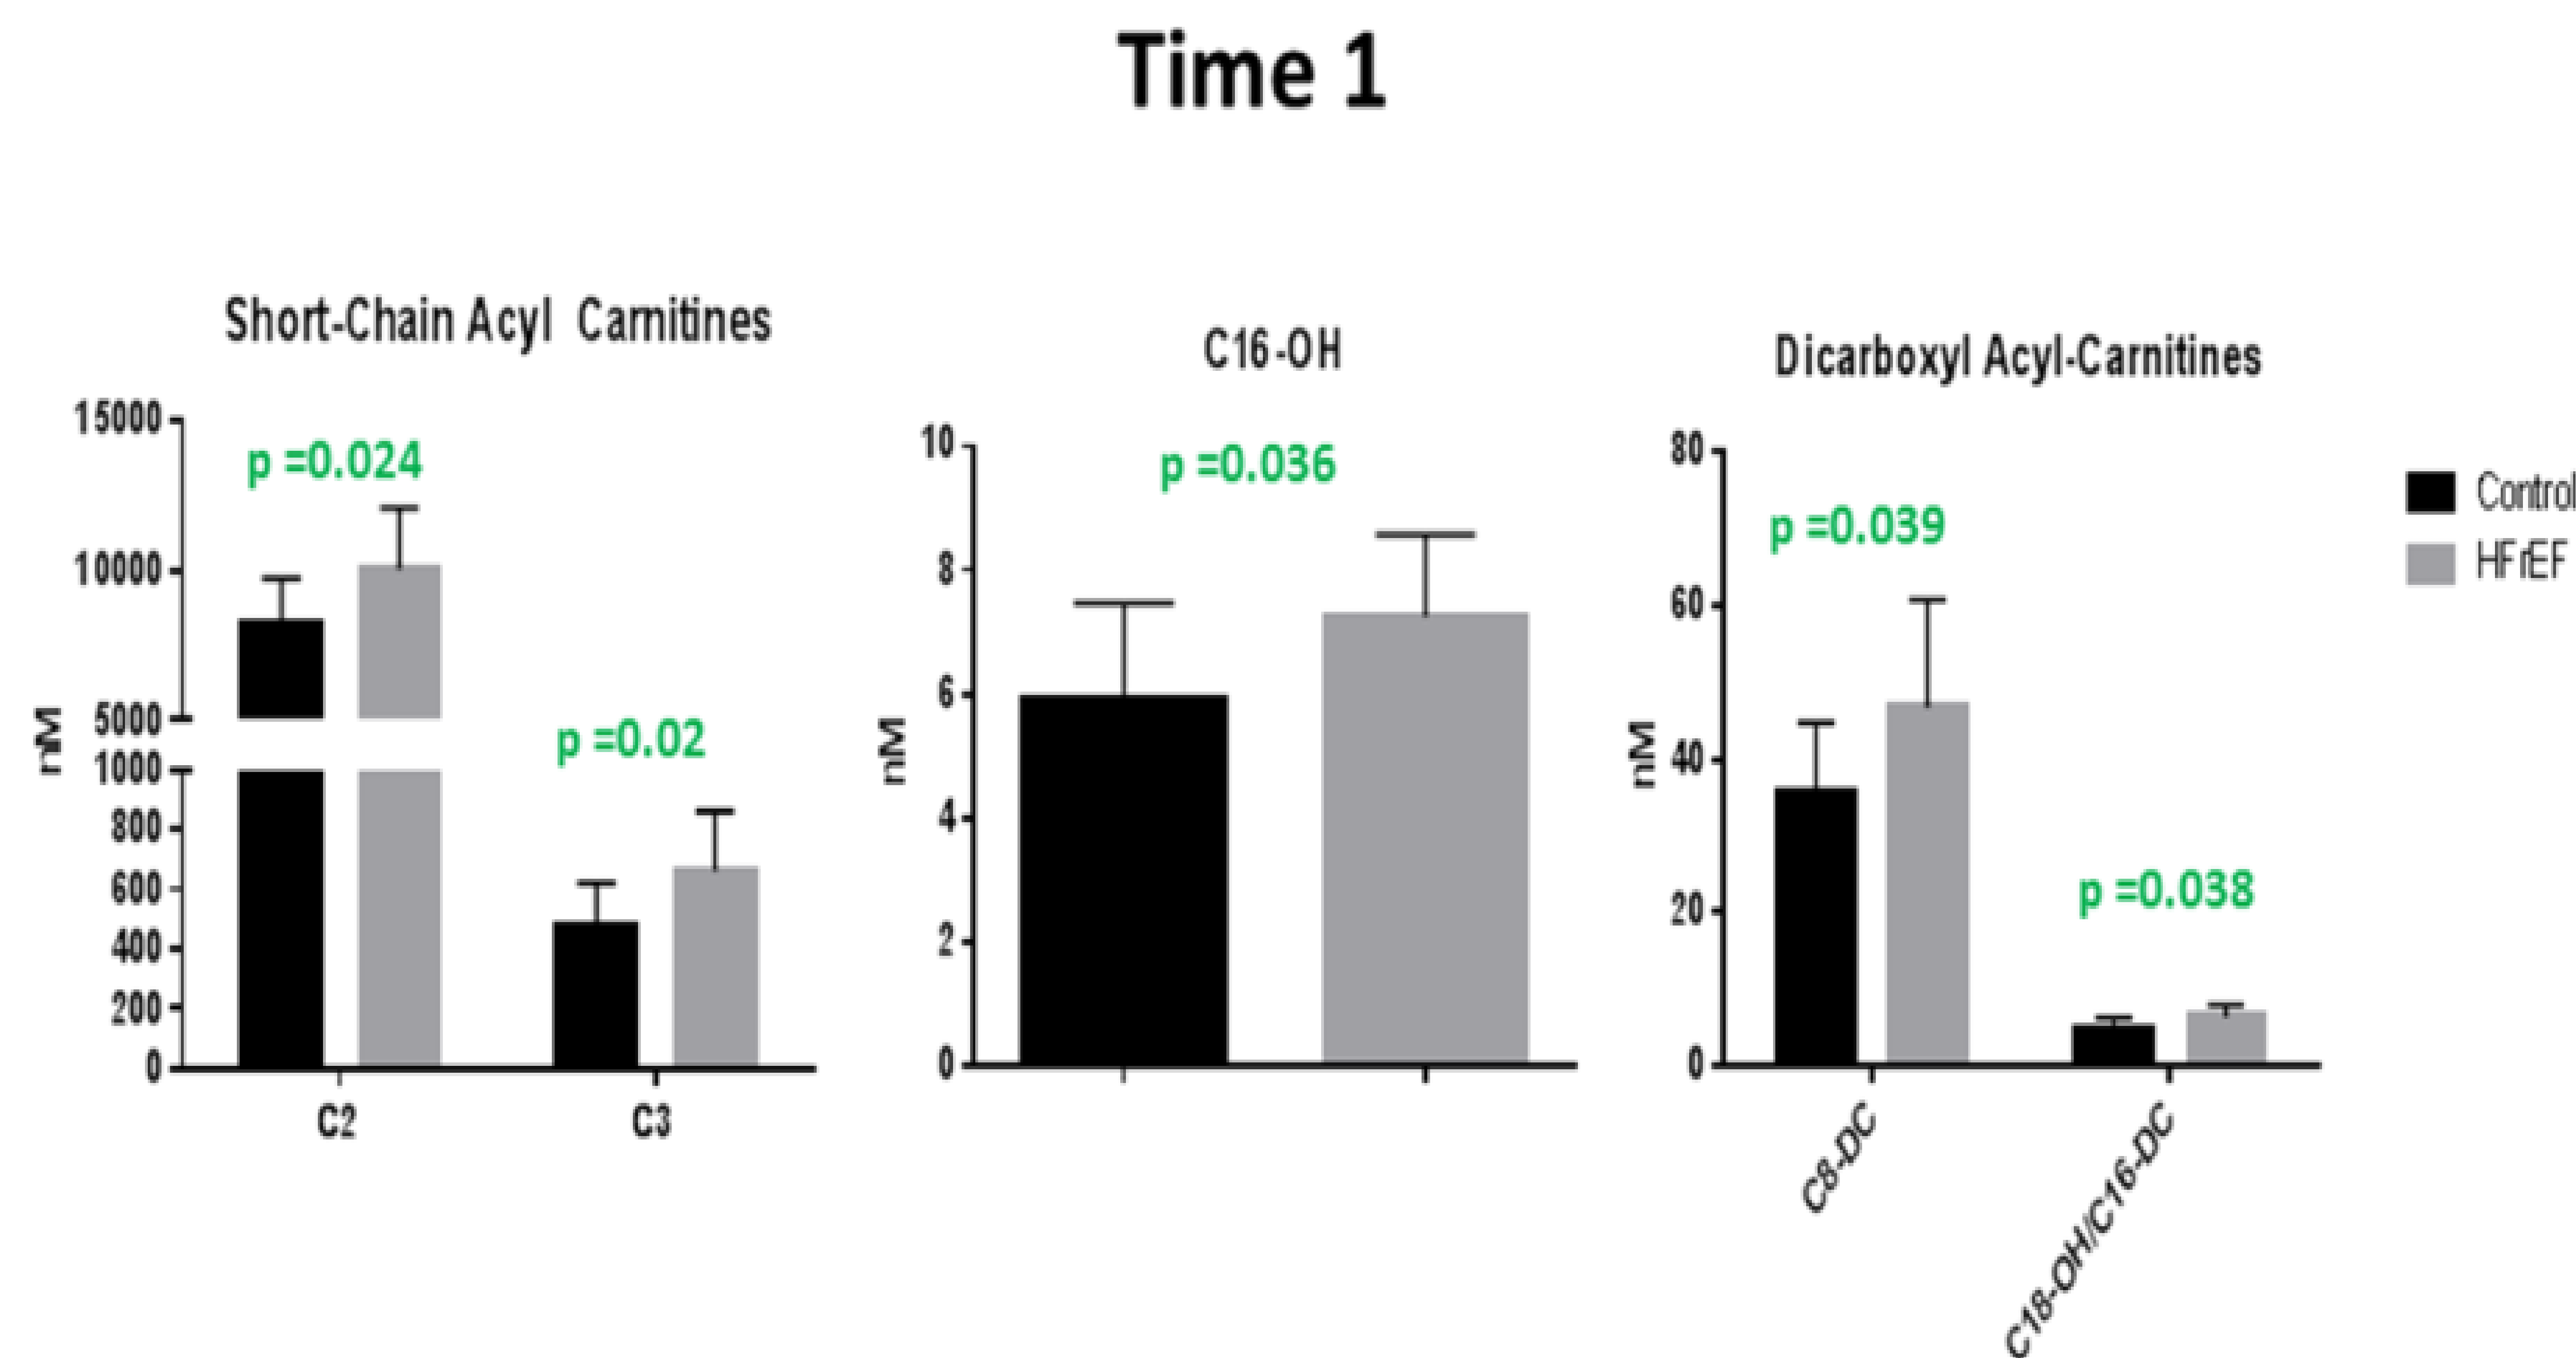 Time 1
Short-Chain Acyl Carnitines
15000
10000
5000
1000
800
600
400
200
0
nM
p =0.024
p =0.02
C2
C3
C16-OH
10
8
6
4
2
0
nM
p =0.036
Dicarboxyl Acyl-Carnitines
80
60
40
20
0
nM
p =0.039
p =0.038
C8-DC
C18-OH/C16-DC
Control
HFrEF